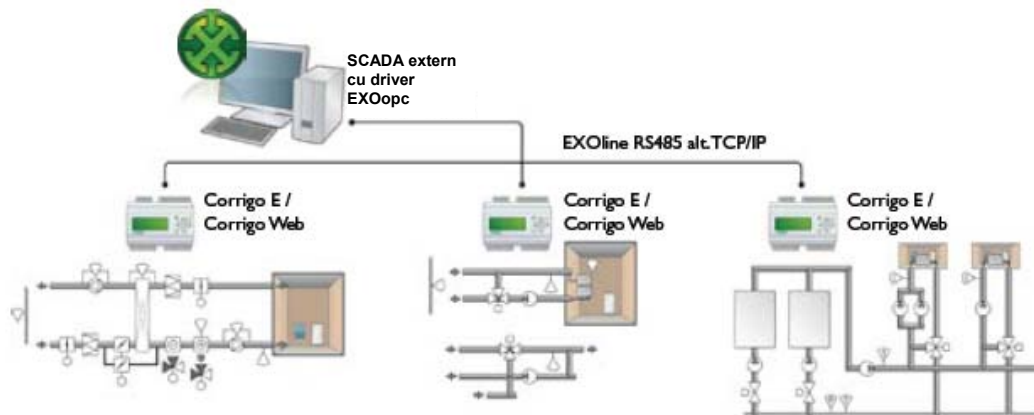 SCADA extern
cu driver
EXOopc
EXOline RS485 alt.TCP/IP
Corrigo E /
Corrigo Web
Corrigo E /
Corrigo Web
Corrigo E /
Corrigo Web